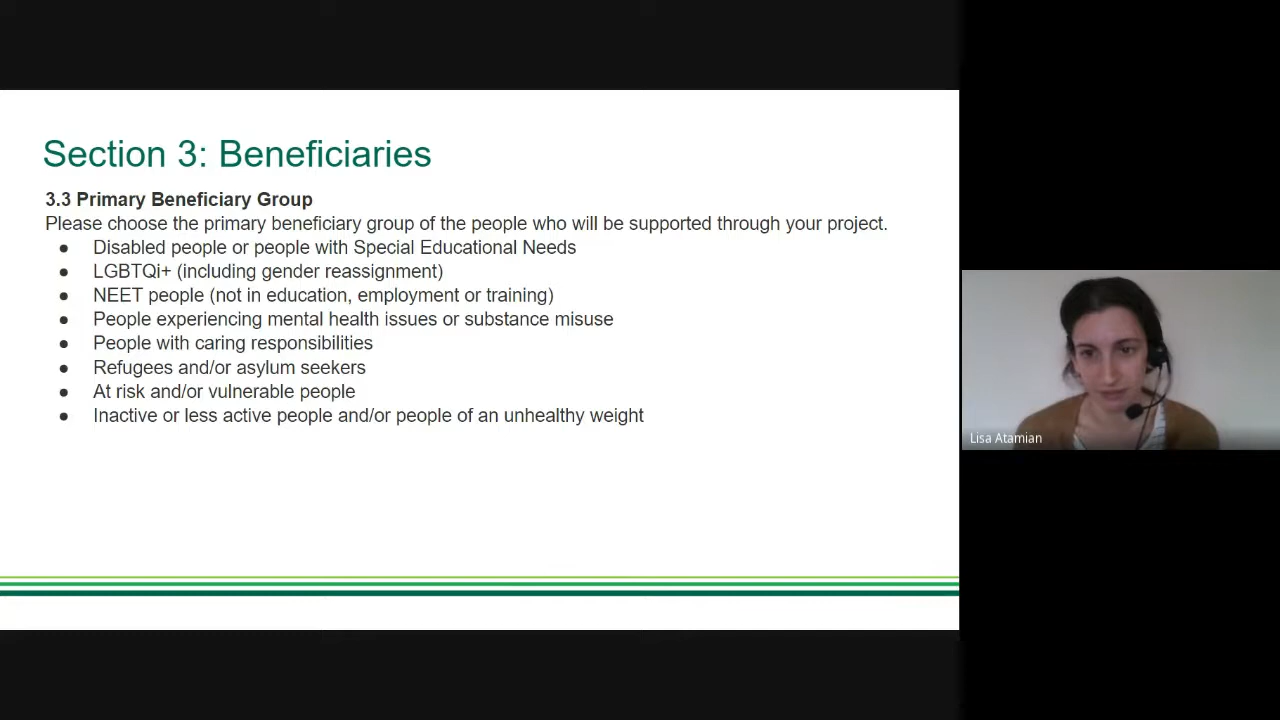 Section 3: Beneficiaries
3.3 Primary Beneficiary Group
Please choose the primary beneficiary group of the people who will be supported through your project.
● Disabled people or people with Special Educational Needs
● LGBTQi+ (including gender reassignment)
● NEET people (not in education, employment or training)
● People experiencing mental health issues or substance misuse
● People with caring responsibilities
● Refugees and/or asylum seekers
● At risk and/or vulnerable people
● Inactive or less active people and/or people of an unhealthy weight
Lisa Atamian